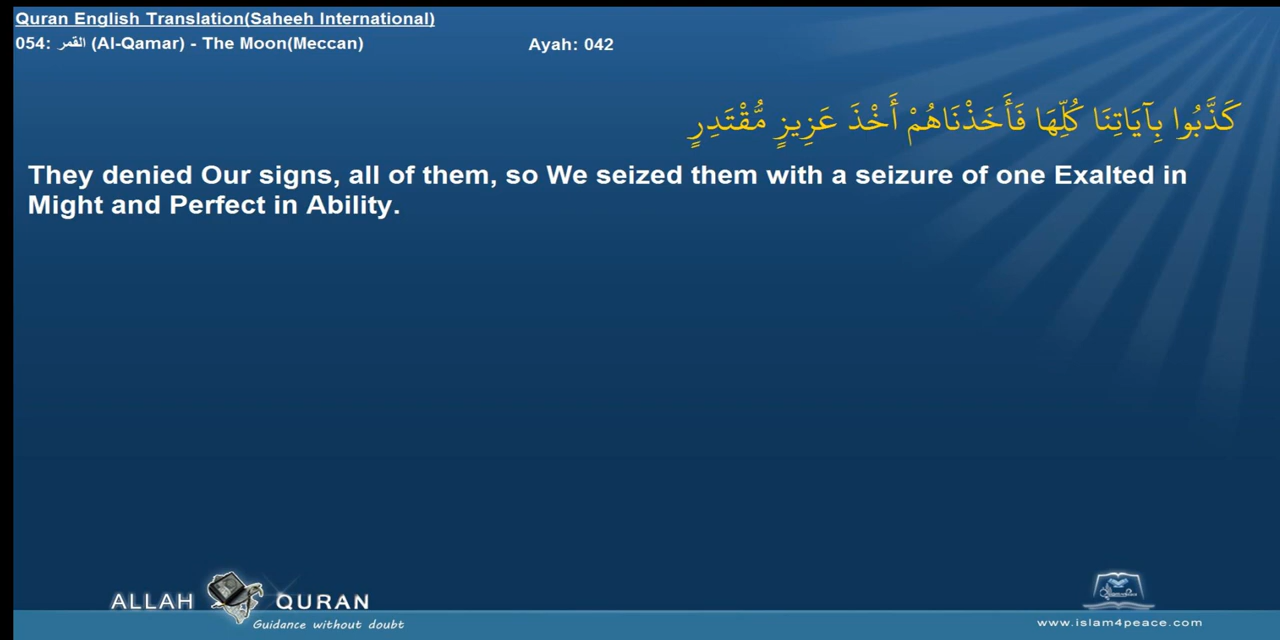 Quran English Translation(Saheeh International)
054: القمر (Al-Qamar) - The Moon(Meccan) Ayah: 042
كَذَّبُوا بِآيَاتِنَا كُلِّهَا فَأَخَذْنَاهُمْ أَخْذَ عَزِيزٍ مُّقْتَدِرٍ
They denied Our signs, all of them, so We seized them with a seizure of one Exalted in
Might and Perfect in Ability.
ALLAH QURAN
Guidance without doubt
www.islam4peace.com